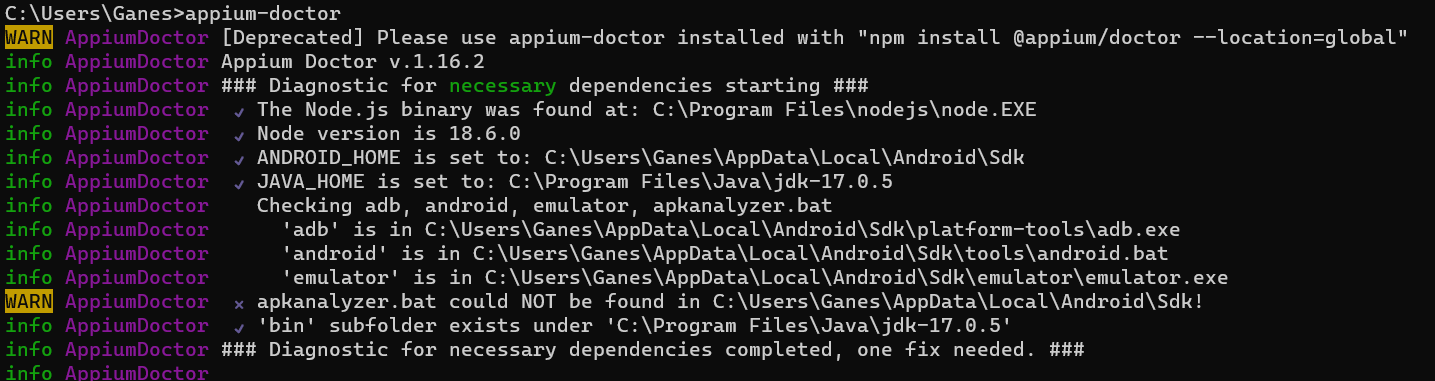 C:\Users\Ganes>appium-doctor
WARN AppiumDoctor [Deprecated] Please use appium-doctor installed with "npm install @appium/doctor --location=global"
info AppiumDoctor Appium Doctor v.1.16.2
info AppiumDoctor ### Diagnostic for necessary dependencies starting ###
info AppiumDoctor  ✔ The Node.js binary was found at: C:\Program Files\nodejs\node.EXE
info AppiumDoctor  ✔ Node version is 18.6.0
info AppiumDoctor  ✔ ANDROID_HOME is set to: C:\Users\Ganes\AppData\Local\Android\Sdk
info AppiumDoctor  ✔ JAVA_HOME is set to: C:\Program Files\Java\jdk-17.0.5
info AppiumDoctor    Checking adb, android, emulator, apkanalyzer.bat
info AppiumDoctor      'adb' is in C:\Users\Ganes\AppData\Local\Android\Sdk\platform-tools\adb.exe
info AppiumDoctor      'android' is in C:\Users\Ganes\AppData\Local\Android\Sdk\tools\android.bat
info AppiumDoctor      'emulator' is in C:\Users\Ganes\AppData\Local\Android\Sdk\emulator\emulator.exe
WARN AppiumDoctor  ✖ apkanalyzer.bat could NOT be found in C:\Users\Ganes\AppData\Local\Android\Sdk!
info AppiumDoctor  ✔ 'bin' subfolder exists under 'C:\Program Files\Java\jdk-17.0.5'
info AppiumDoctor ### Diagnostic for necessary dependencies completed, one fix needed. ###
info AppiumDoctor